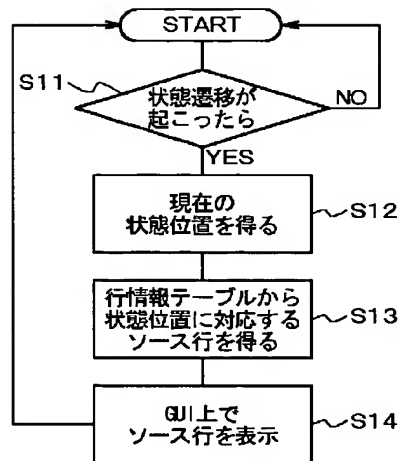 START
S11
状態遷移が
起こったら
NO
YES
現在の
状態位置を得る
S12
行情報テーブルから
状態位置に対応する
ソース行を得る
S13
GUI上で
ソース行を表示
S14